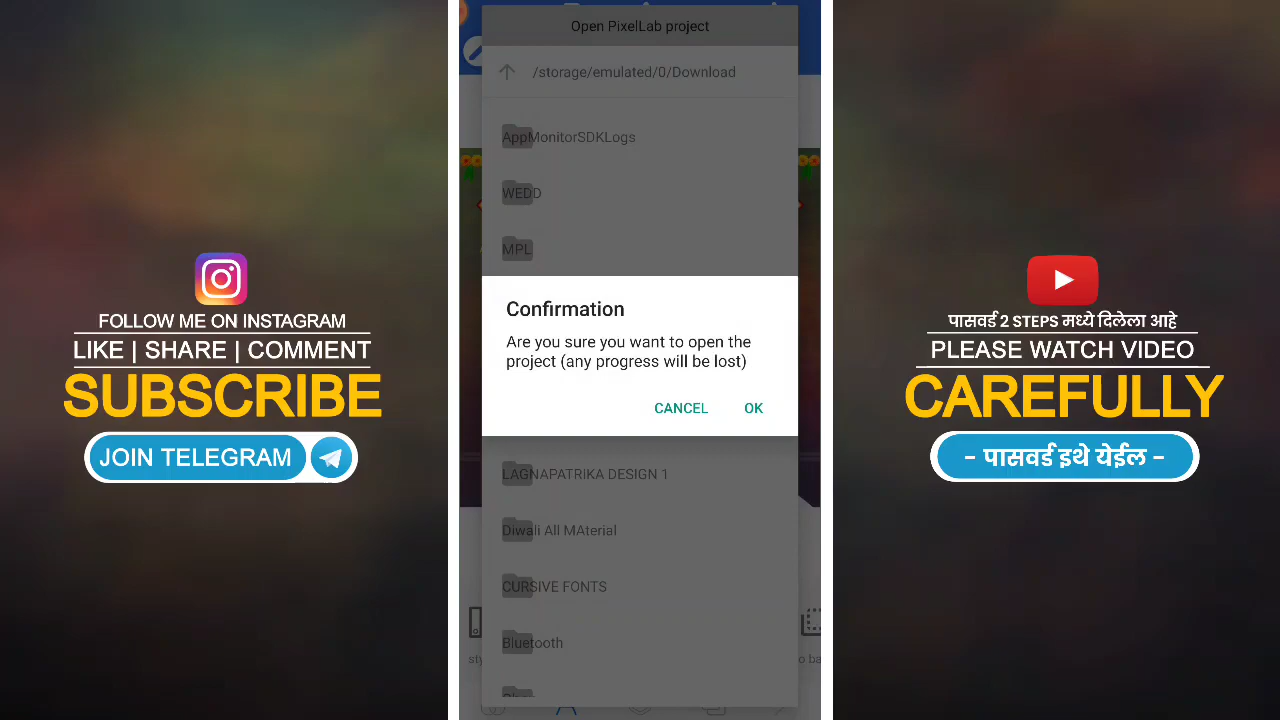 FOLLOW ME ON INSTAGRAM
LIKE | SHARE | COMMENT
SUBSCRIBE
JOIN TELEGRAM
Open PixelLab project
/storage/emulated/0/Download
AppMonitorSDKLogs
WEDD
MPL
Confirmation
Are you sure you want to open the
project (any progress will be lost)
CANCEL OK
LAGNAPATRIKA DESIGN 1
Diwali All MAterial
CURSIVE FONTS
Bluetooth
पासवर्ड 2 STEPS मध्ये दिलेला आहे
PLEASE WATCH VIDEO
CAREFULLY
- पासवर्ड इथे येईल -